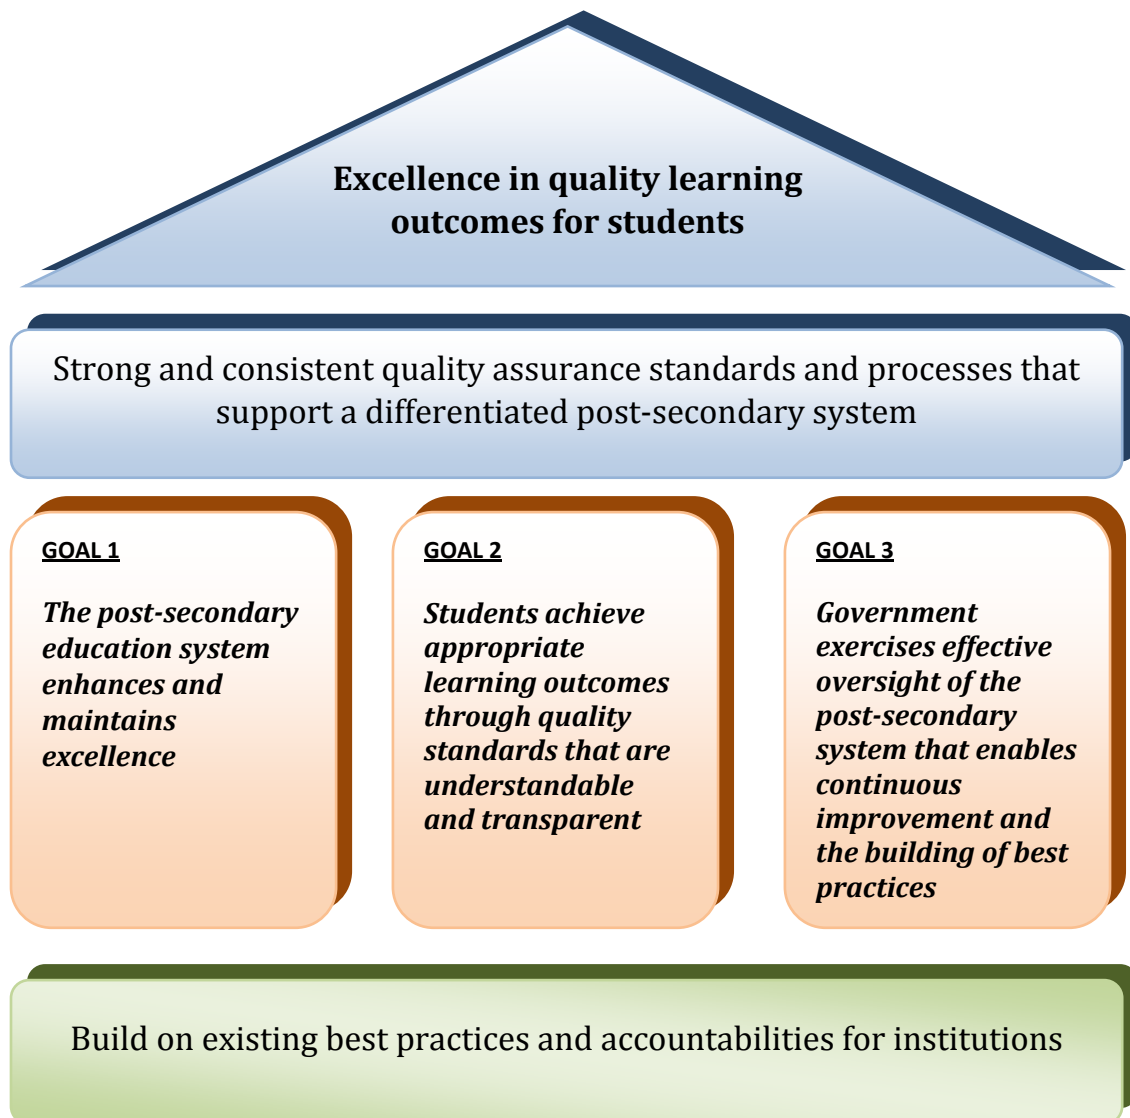 Excellence in quality learning
outcomes for students
Strong and consistent quality assurance standards and processes that
support a differentiated post-secondary system
GOAL 1
The post-secondary
education system
enhances and
maintains
excellence
GOAL 2
Students achieve
appropriate
learning outcomes
through quality
standards that are
understandable
and transparent
GOAL 3
Government
exercises effective
oversight of the
post-secondary
system that enables
continuous
improvement and
the building of best
practices
Build on existing best practices and accountabilities for institutions